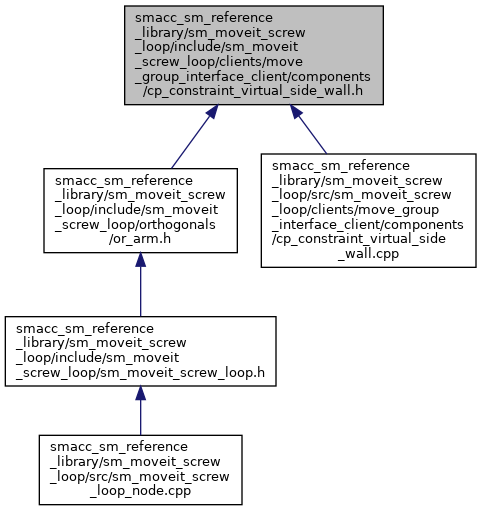 smacc_sm_reference
_library/sm_moveit_screw
_loop/include/sm_moveit
_screw_loop/clients/move
_group_interface_client/components
/cp_constraint_virtual_side_wall.h
smacc_sm_reference
_library/sm_moveit_screw
_loop/include/sm_moveit
_screw_loop/orthogonals
/or_arm.h
smacc_sm_reference
_library/sm_moveit_screw
_loop/src/sm_moveit_screw
_loop/clients/move_group
_interface_client/components
/cp_constraint_virtual_side
_wall.cpp
smacc_sm_reference
_library/sm_moveit_screw
_loop/include/sm_moveit
_screw_loop/sm_moveit_screw_loop.h
smacc_sm_reference
_library/sm_moveit_screw
_loop/src/sm_moveit_screw
_loop_node.cpp